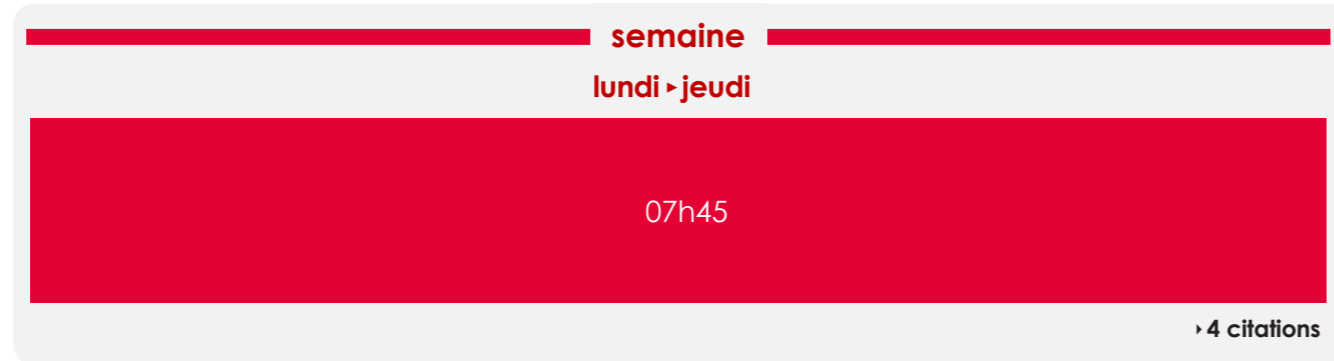 semaine
lundi ▸ jeudi
07h45
▸ 4 citations